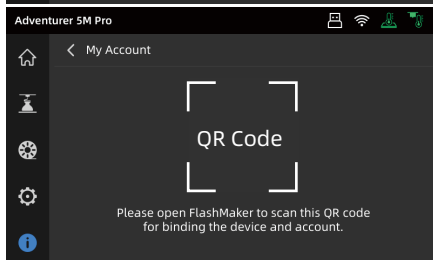 Adventurer 5M Pro
My Account
QR Code
Please open FlashMaker to scan this QR code
for binding the device and account.